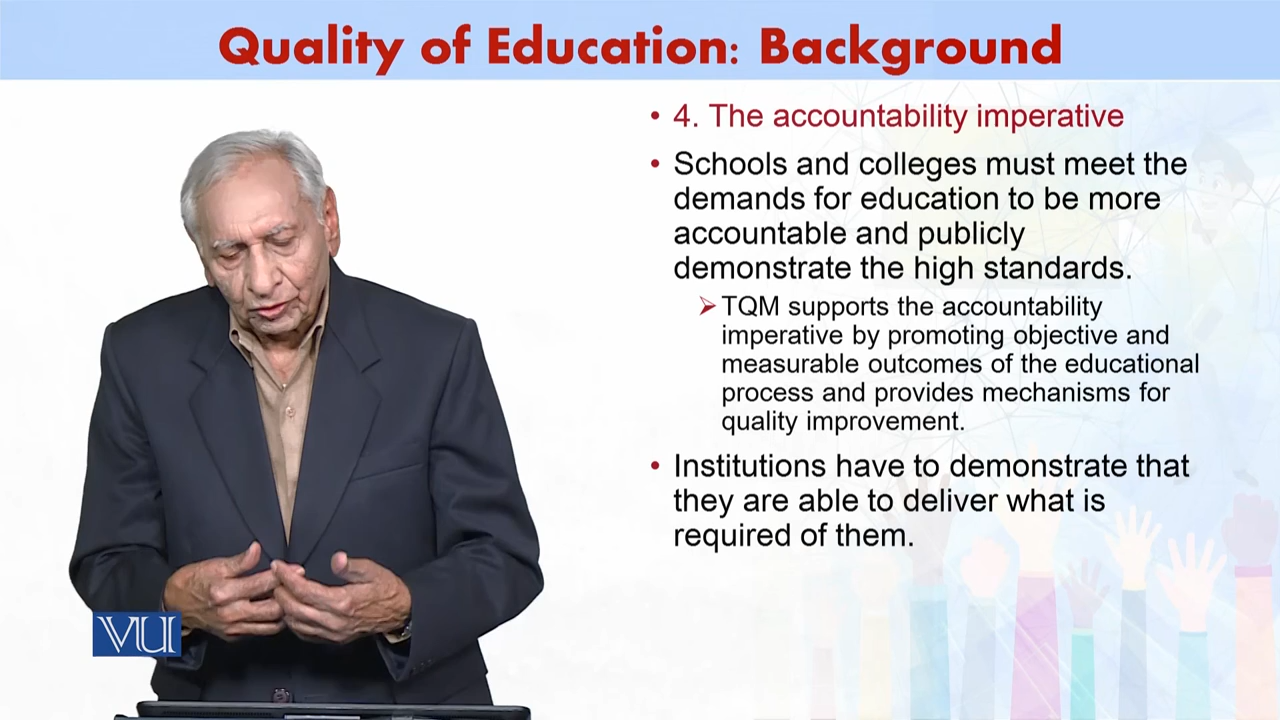 Quality of Education: Background
• 4. The accountability imperative
• Schools and colleges must meet the
demands for education to be more
accountable and publicly
demonstrate the high standards.
➢ TQM supports the accountability
imperative by promoting objective and
measurable outcomes of the educational
process and provides mechanisms for
quality improvement.
• Institutions have to demonstrate that
they are able to deliver what is
required of them.
VU